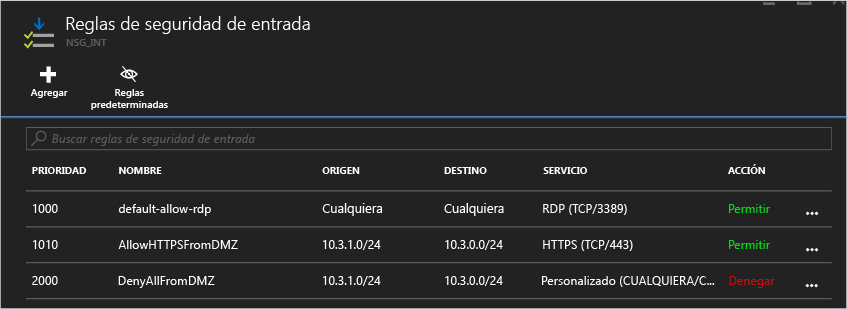 Reglas de seguridad de entrada
NSG_INT
Agregar
Reglas
predeterminadas
Buscar reglas de seguridad de entrada
PRIORIDAD NOMBRE ORIGEN DESTINO SERVICIO ACCIÓN
1000 default-allow-rdp Cualquiera Cualquiera RDP (TCP/3389) Permitir ...
1010 AllowHTTPSFromDMZ 10.3.1.0/24 10.3.0.0/24 HTTPS (TCP/443) Permitir ...
2000 DenyAllFromDMZ 10.3.1.0/24 10.3.0.0/24 Personalizado (CUALQUIERA/C... Denegar ...